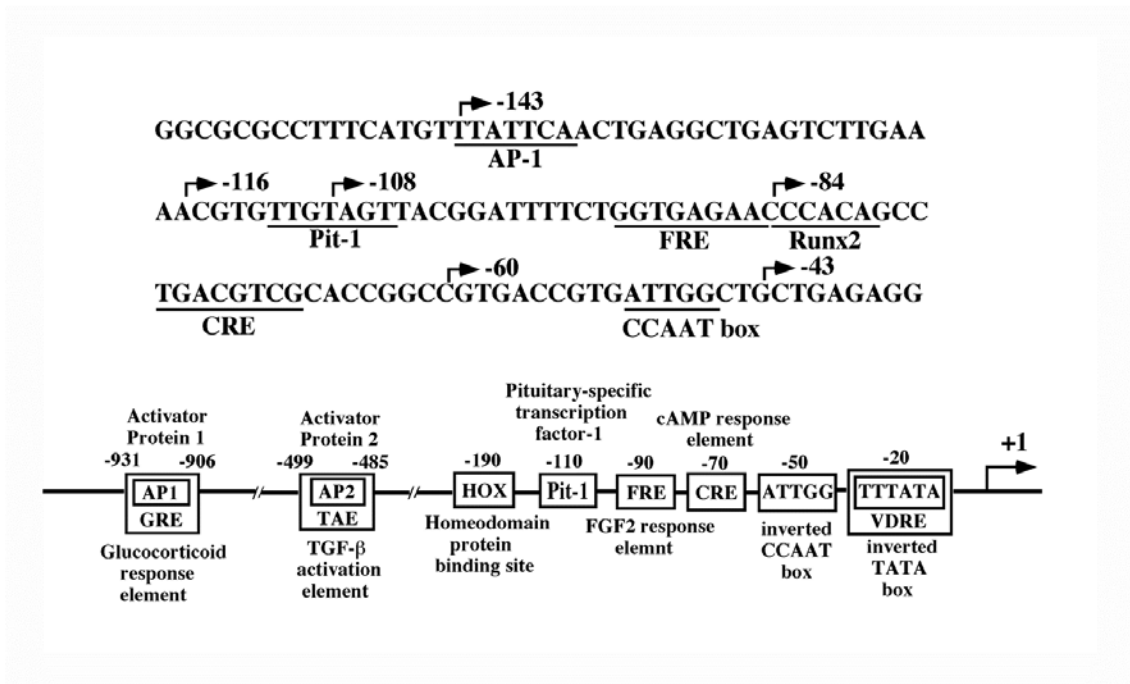 -143
GGCGCGCCTTTCATGTTTATTCAACTGAGGCTGAGTCTTGAA
AP-1
-116 -108 -84
AACGTGTTGTAGTTACGGATTTTCTGGTGAGAACCCACAGCC
Pit-1 FRE Runx2
-60 -43
TGACGTCGCACCGGCCGTGACCGTGATTGGCTGCTGAGAGG
CRE CCAAT box
Activator
Protein 1
-931 -906
AP1
GRE
Glucocorticoid
response
element
Activator
Protein 2
-499 -485
AP2
TAE
TGF-β
activation
element
-190
HOX
Homeodomain
protein
binding site
Pituitary-specific
transcription
factor-1
-110
Pit-1
-90
FRE
FGF2 response
elemnt
cAMP response
element
-70
CRE
-50
ATTGG
inverted
CCAAT
box
-20
TTTATA
VDRE
inverted
TATA
box
+1